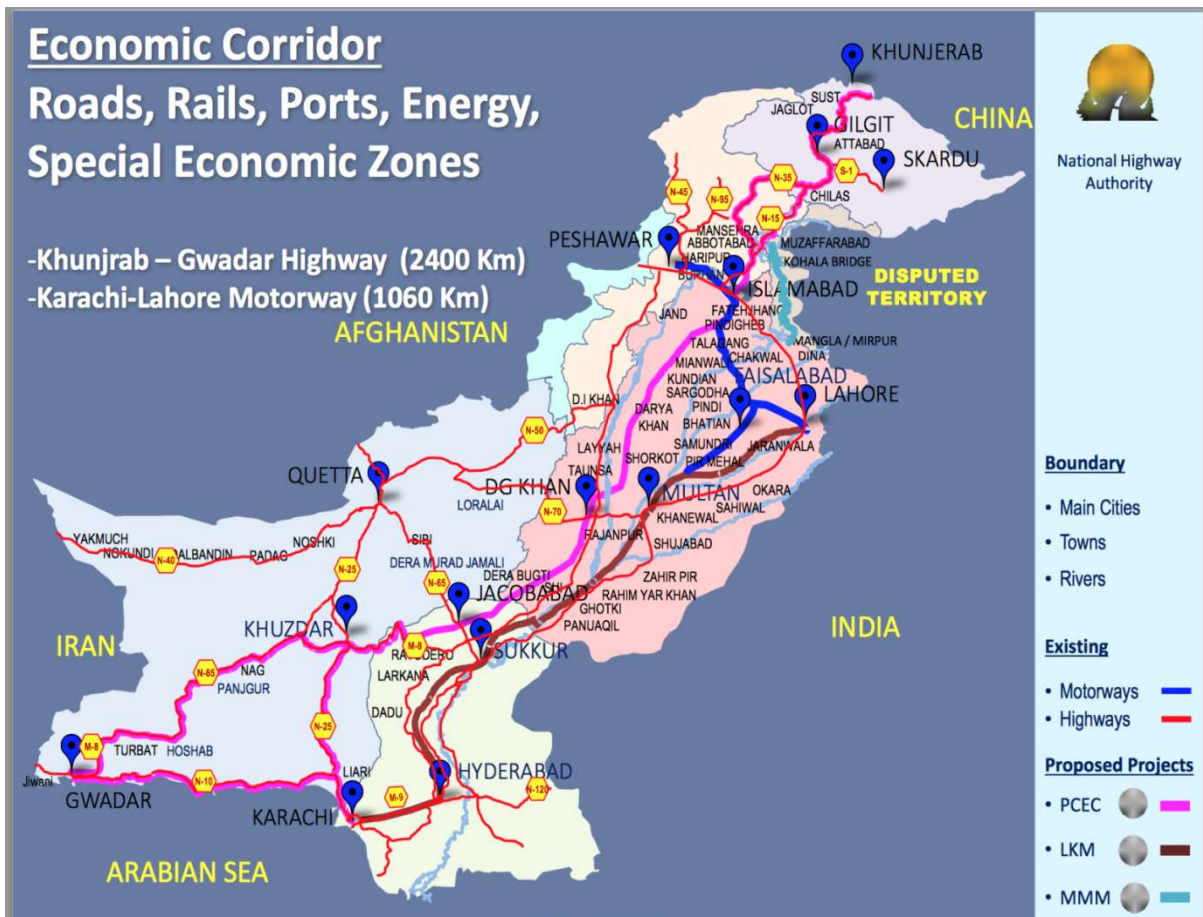 Economic Corridor
Roads, Rails, Ports, Energy,
Special Economic Zones
-Khunjrab – Gwadar Highway (2400 Km)
-Karachi-Lahore Motorway (1060 Km)
KHUNJERAB
SUST
JAGLOT
GILGIT
ATTABAD
CHINA
SKARDU
N-35
S-1
N-45
N-95
CHILAS
N-15
MANSEHRA
PESHAWAR
ABBOTABAD
MUZAFFARABAD
HARIPUR
KOHALA BRIDGE
BURHAN
ISLAMABAD
DISPUTED
TERRITORY
JAND
FATEHJHANG
PINDIGHEB
AFGHANISTAN
TALAGANG
MANGLA / MIRPUR
MIANWALI
CHAKWAL
DINA
KUNDIAN
FAISALABAD
SARGODHA
LAHORE
D.I KHAN
DARYA
KHAN
PINDI
BHATIAN
N-50
LAYYAH
SAMUNDRI
JARANWALA
SHORKOT
PIR MEHAL
QUETTA
TAUNSA
DG KHAN
MULTAN
OKARA
LORALAI
SAHIWAL
N-70
KHANEWAL
RAJANPUR
YAKMUCH
NOKUNDI
DALBANDIN
PADAG
NOSHKI
SIBI
SHUJABAD
N-40
N-25
DERA MURAD JAMALI
N-65
DERA BUGTI
ZAHIR PIR
JACOBABAD
RAHIM YAR KHAN
GHOTKI
KHUZDAR
PANUAQIL
INDIA
IRAN
M-8
RATODERO
SUKKUR
NAG
LARKANA
N-85
PANJGUR
DADU
N-25
M-8
TURBAT
HOSHAB
LIARI
HYDERABAD
Jiwani
N-10
GWADAR
M-9
N-120
KARACHI
ARABIAN SEA
National Highway
Authority
Boundary
• Main Cities
• Towns
• Rivers
Existing
• Motorways
• Highways
Proposed Projects
• PCEC
• LKM
• MMM